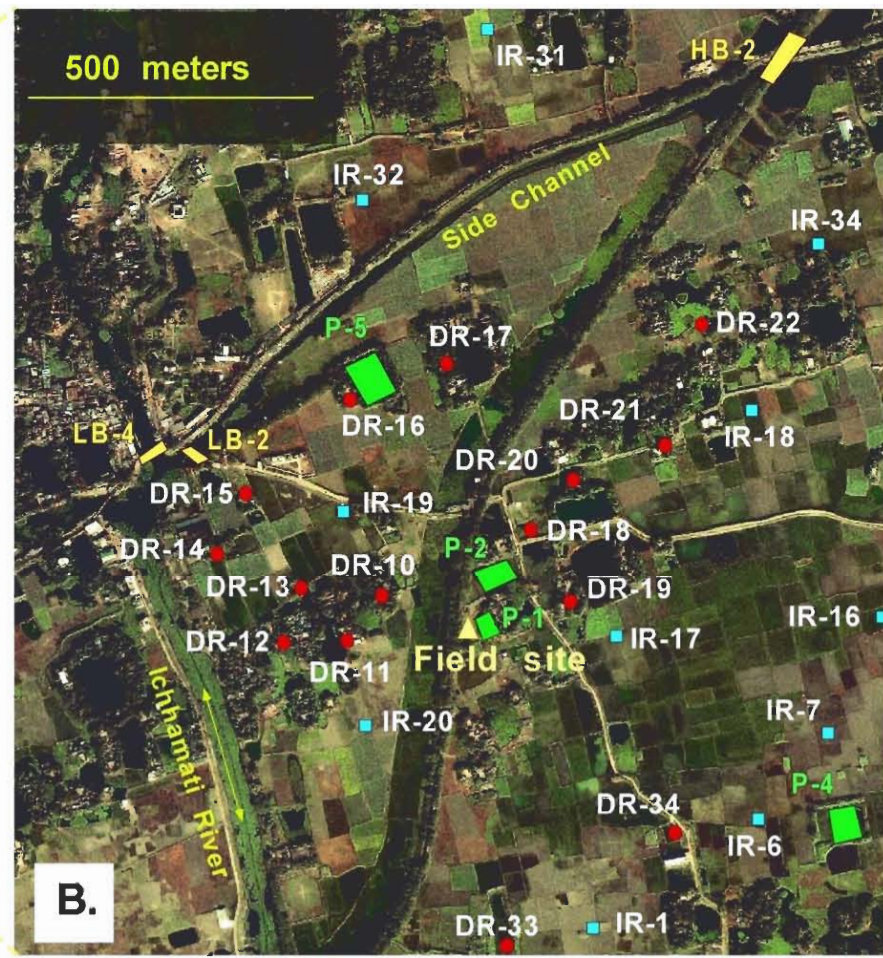 500 meters
IR-31
HB-2
IR-32
Side Channel
IR-34
P-5
DR-17
DR-22
DR-16
DR-21
IR-18
LB-4
LB-2
DR-20
DR-15
IR-19
DR-18
DR-14
P-2
DR-10
DR-13
DR-19
IR-16
P-1
DR-12
IR-17
DR-11
Field site
Ichhamati River
IR-20
IR-7
P-4
DR-34
IR-6
B.
DR-33
IR-1